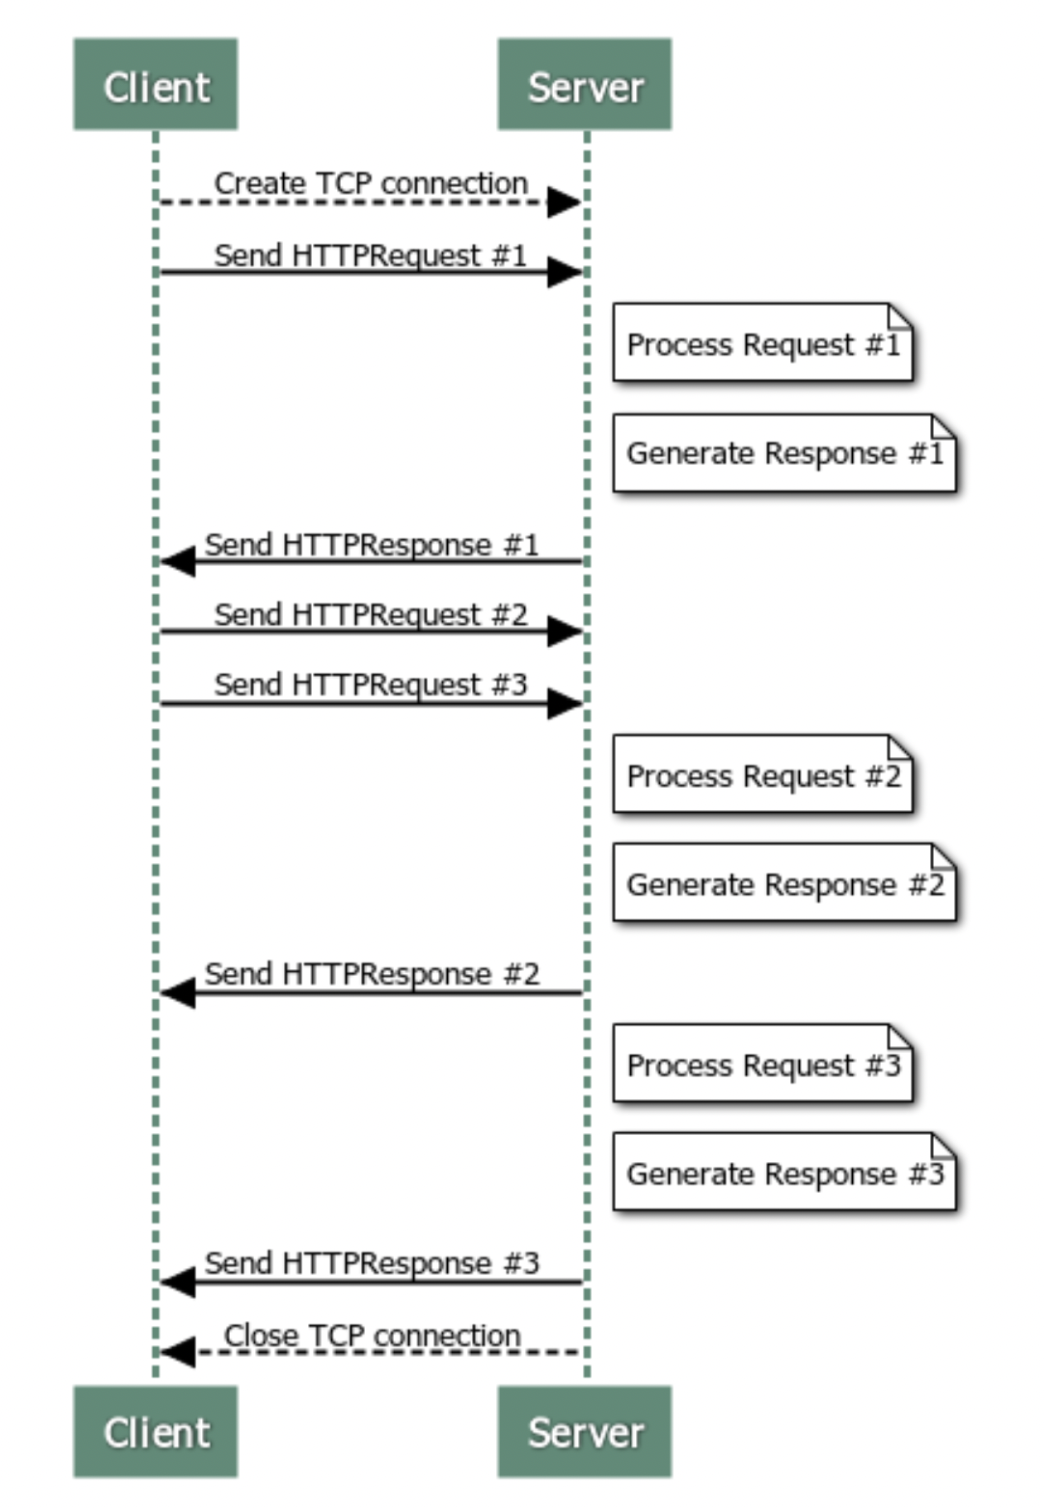 Client
Server
Create TCP connection
Send HTTPRequest #1
Process Request #1
Generate Response #1
Send HTTPResponse #1
Send HTTPRequest #2
Send HTTPRequest #3
Process Request #2
Generate Response #2
Send HTTPResponse #2
Process Request #3
Generate Response #3
Send HTTPResponse #3
Close TCP connection
Client
Server